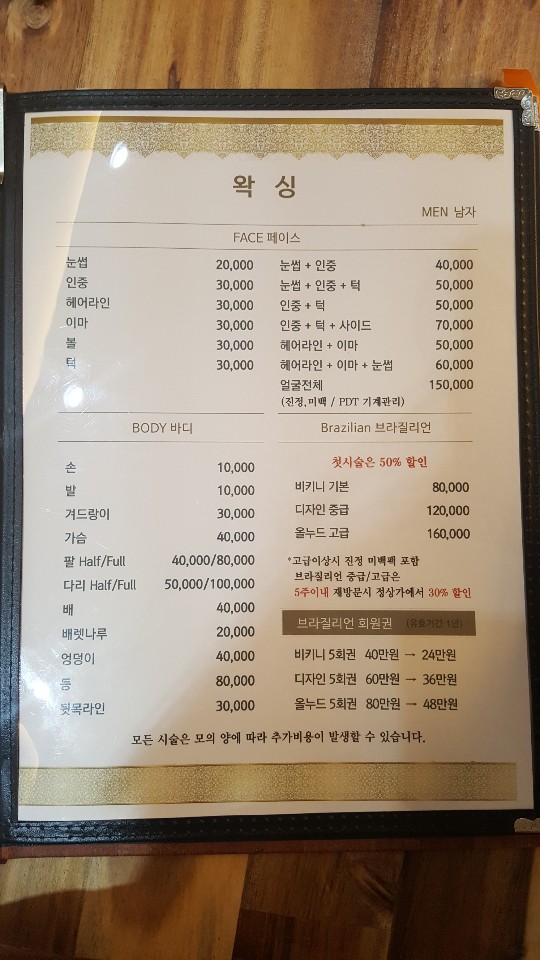 왁 싱
MEN 남자
FACE 페이스
눈썹 20,000
인중 30,000
헤어라인 30,000
이마 30,000
볼 30,000
턱 30,000
눈썹 + 인중 40,000
눈썹 + 인중 + 턱 50,000
인중 + 턱 50,000
인중 + 턱 + 사이드 70,000
헤어라인 + 이마 50,000
헤어라인 + 이마 + 눈썹 60,000
얼굴전체 150,000
(진정,미백 / PDT 기계관리)
BODY 바디
손 10,000
발 10,000
겨드랑이 30,000
가슴 40,000
팔 Half/Full 40,000/80,000
다리 Half/Full 50,000/100,000
배 40,000
배렛나루 20,000
엉덩이 40,000
등 80,000
뒷목라인 30,000
Brazilian 브라질리언
첫시술은 50% 할인
비키니 기본 80,000
디자인 중급 120,000
올누드 고급 160,000
*고급이상시 진정 미백팩 포함
브라질리언 중급/고급은
5주이내 재방문시 정상가에서 30% 할인
브라질리언 회원권 (유효기간 1년)
비키니 5회권 40만원 → 24만원
디자인 5회권 60만원 → 36만원
올누드 5회권 80만원 → 48만원
모든 시술은 모의 양에 따라 추가비용이 발생할 수 있습니다.